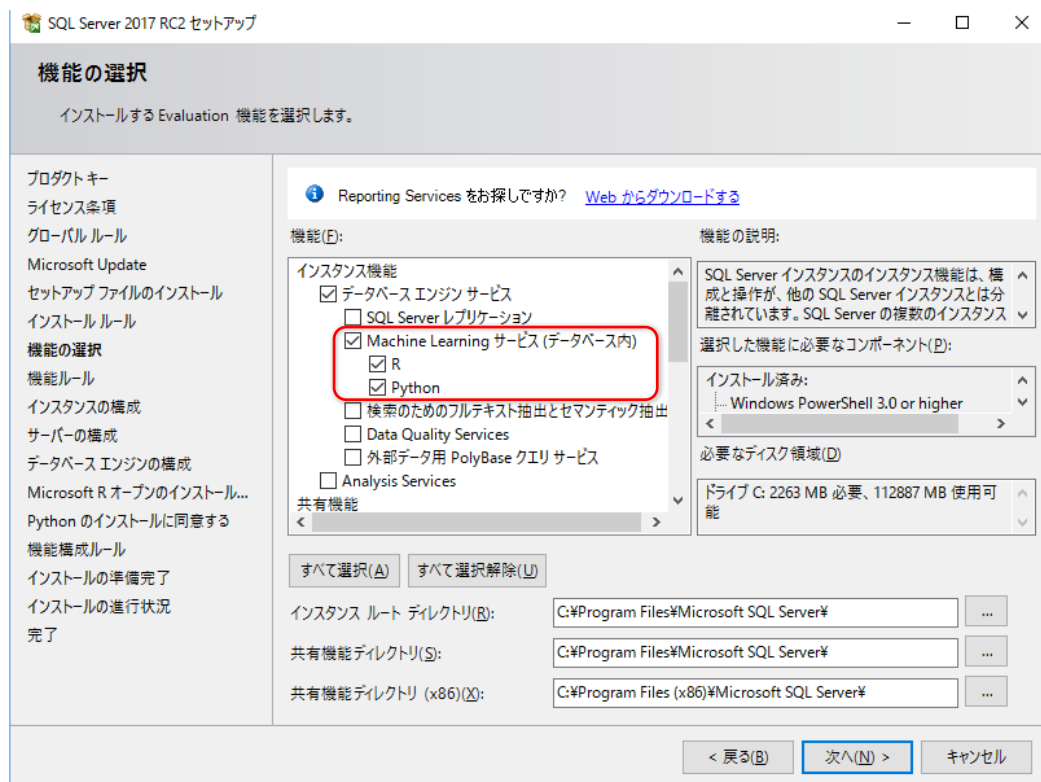 SQL Server 2017 RC2 セットアップ
機能の選択
インストールする Evaluation 機能を選択します。
プロダクト キー
ライセンス条項
グローバル ルール
Microsoft Update
セットアップ ファイルのインストール
インストール ルール
機能の選択
機能ルール
インスタンスの構成
サーバーの構成
データベース エンジンの構成
Microsoft R オープンのインストール...
Python のインストールに同意する
機能構成ルール
インストールの準備完了
インストールの進行状況
完了
Reporting Services をお探しですか? Web からダウンロードする
機能(F):
インスタンス機能
データベース エンジン サービス
SQL Server レプリケーション
Machine Learning サービス (データベース内)
R
Python
検索のためのフルテキスト抽出とセマンティック抽出
Data Quality Services
外部データ用 PolyBase クエリ サービス
Analysis Services
共有機能
機能の説明:
SQL Server インスタンスのインスタンス機能は、構
成と操作が、他の SQL Server インスタンスとは分
離されています。SQL Server の複数のインスタンス
選択した機能に必要なコンポーネント(P):
インストール済み:
Windows PowerShell 3.0 or higher
必要なディスク領域(D)
ドライブ C: 2263 MB 必要、112887 MB 使用可
能
すべて選択(A) すべて選択解除(U)
インスタンス ルート ディレクトリ(R): C:¥Program Files¥Microsoft SQL Server¥ ...
共有機能ディレクトリ(S): C:¥Program Files¥Microsoft SQL Server¥ ...
共有機能ディレクトリ (x86)(X): C:¥Program Files (x86)¥Microsoft SQL Server¥ ...
< 戻る(B) 次へ(N) > キャンセル